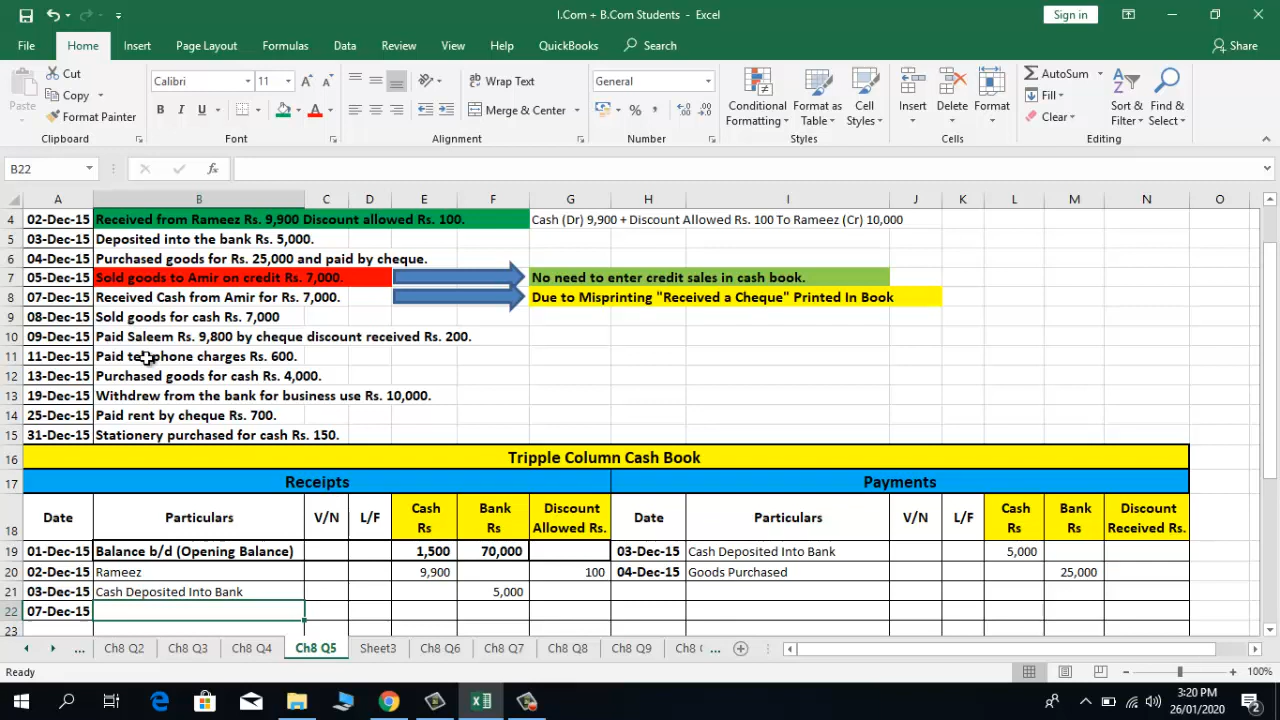 I.Com + B.Com Students - Excel
Sign in
File Home Insert Page Layout Formulas Data Review View Help QuickBooks Search Share
Paste Cut Copy Format Painter
Calibri 11 A A
B I U A
Wrap Text
Merge & Center
General
$ % ,
Conditional Formatting Format as Table Cell Styles
Insert Delete Format
AutoSum Fill Clear
Sort & Filter Find & Select
Clipboard Font Alignment Number Styles Cells Editing
B22 fx
A B C D E F G H I J K L M N O
4 02-Dec-15 Received from Rameez Rs. 9,900 Discount allowed Rs. 100. Cash (Dr) 9,900 + Discount Allowed Rs. 100 To Rameez (Cr) 10,000
5 03-Dec-15 Deposited into the bank Rs. 5,000.
6 04-Dec-15 Purchased goods for Rs. 25,000 and paid by cheque.
7 05-Dec-15 Sold goods to Amir on credit Rs. 7,000. No need to enter credit sales in cash book.
8 07-Dec-15 Received Cash from Amir for Rs. 7,000. Due to Misprinting "Received a Cheque" Printed In Book
9 08-Dec-15 Sold goods for cash Rs. 7,000
10 09-Dec-15 Paid Saleem Rs. 9,800 by cheque discount received Rs. 200.
11 11-Dec-15 Paid telephone charges Rs. 600.
12 13-Dec-15 Purchased goods for cash Rs. 4,000.
13 19-Dec-15 Withdrew from the bank for business use Rs. 10,000.
14 25-Dec-15 Paid rent by cheque Rs. 700.
15 31-Dec-15 Stationery purchased for cash Rs. 150.
16 Tripple Column Cash Book
17 Receipts Payments
18 Date Particulars V/N L/F Cash Rs Bank Rs Discount Allowed Rs. Date Particulars V/N L/F Cash Rs Bank Rs Discount Received Rs.
19 01-Dec-15 Balance b/d (Opening Balance) 1,500 70,000 03-Dec-15 Cash Deposited Into Bank 5,000
20 02-Dec-15 Rameez 9,900 100 04-Dec-15 Goods Purchased 25,000
21 03-Dec-15 Cash Deposited Into Bank 5,000
22 07-Dec-15
23
... Ch8 Q2 Ch8 Q3 Ch8 Q4 Ch8 Q5 Sheet3 Ch8 Q6 Ch8 Q7 Ch8 Q8 Ch8 Q9 Ch8 ...
Ready 100%
3:20 PM
26/01/2020
2